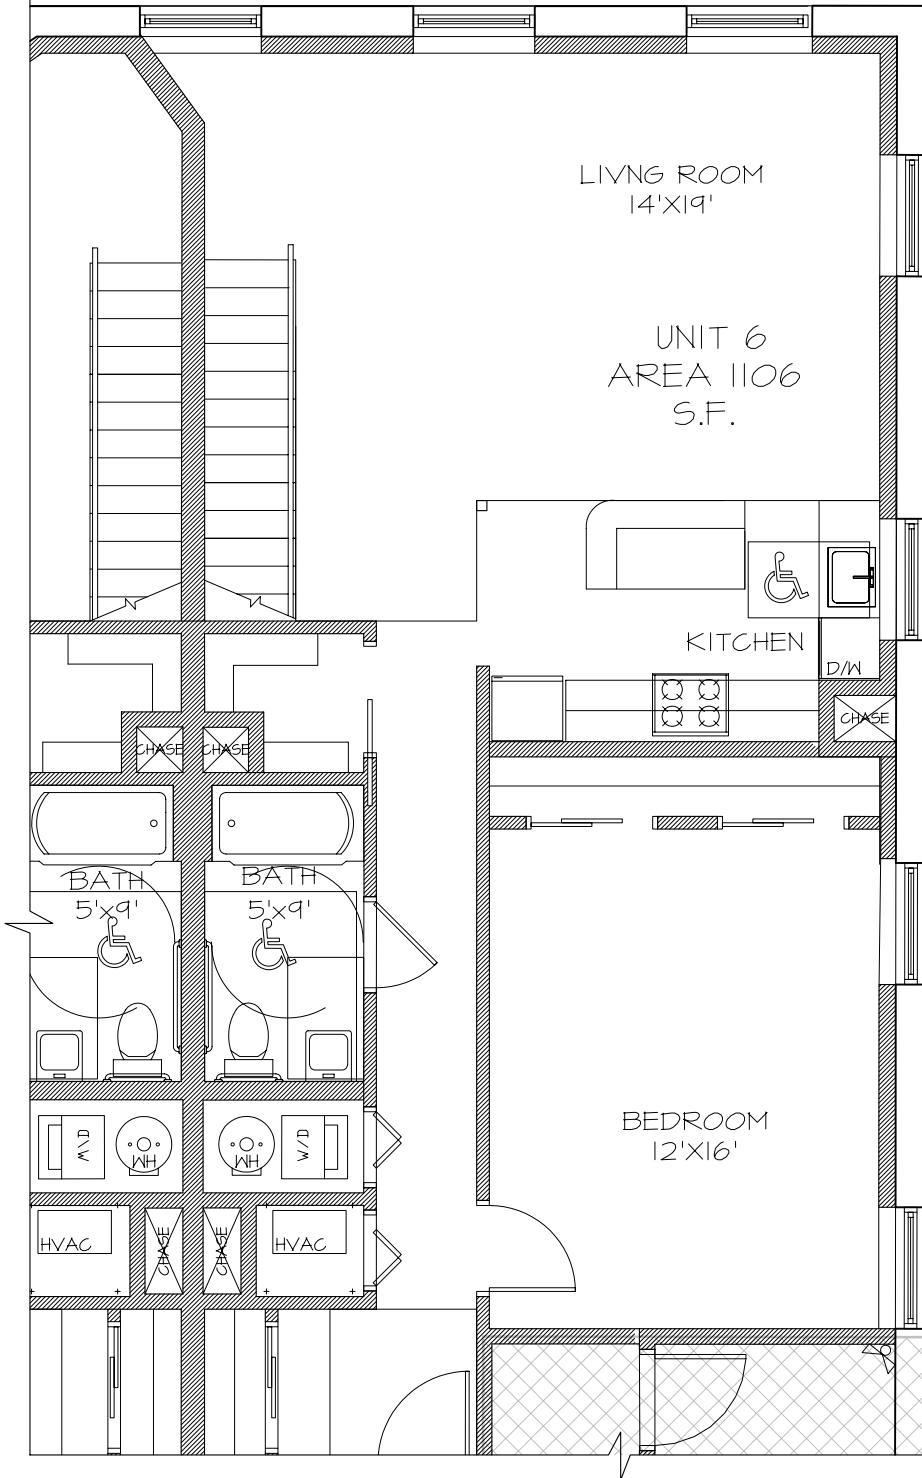 LIVNG ROOM
14'X19'
UNIT 6
AREA 1106
S.F.
KITCHEN
D/W
CHASE
CHASE
CHASE
BATH
5'x9'
BATH
5'x9'
BEDROOM
12'X16'
W/D
WH
WH
W/D
HVAC
CHASE
CHASE
HVAC